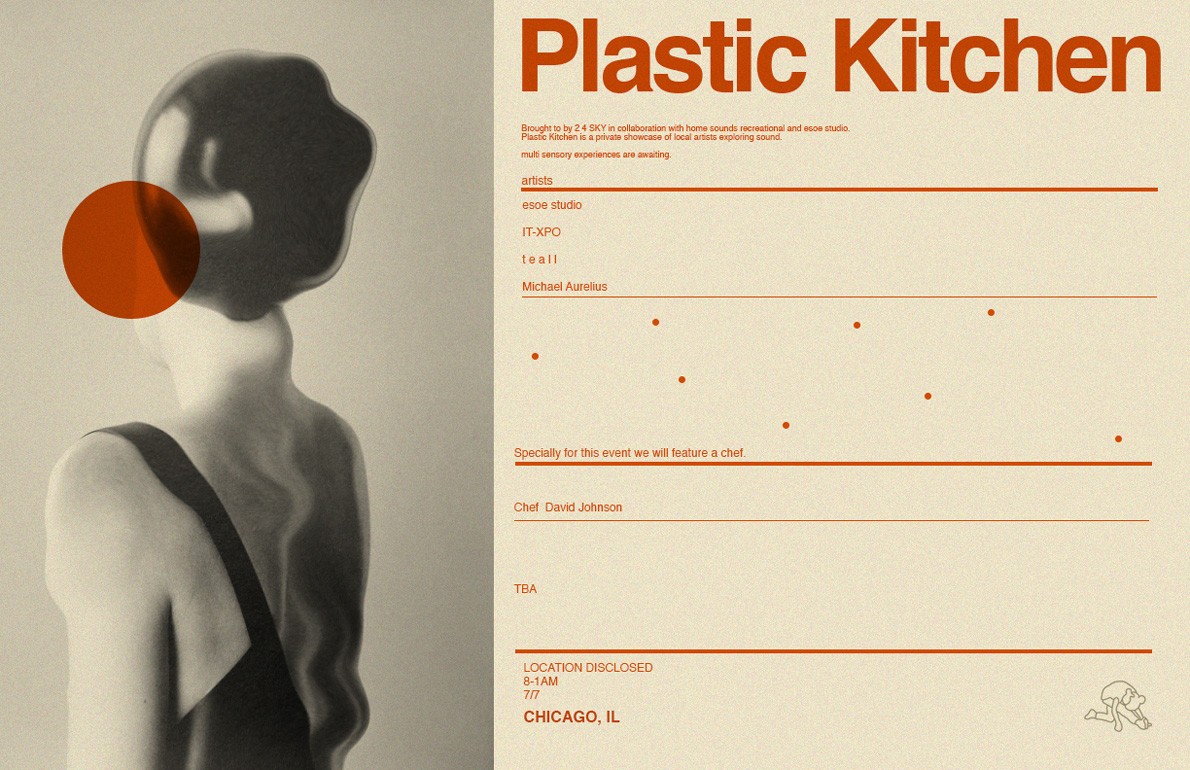 Plastic Kitchen
Brought to by 2 4 SKY in collaboration with home sounds recreational and esoe studio.
Plastic Kitchen is a private showcase of local artists exploring sound.
multi sensory experiences are awaiting.
artists
esoe studio
IT-XPO
t e a l l
Michael Aurelius
Specially for this event we will feature a chef.
Chef  David Johnson
TBA
LOCATION DISCLOSED
8-1AM
7/7
CHICAGO, IL